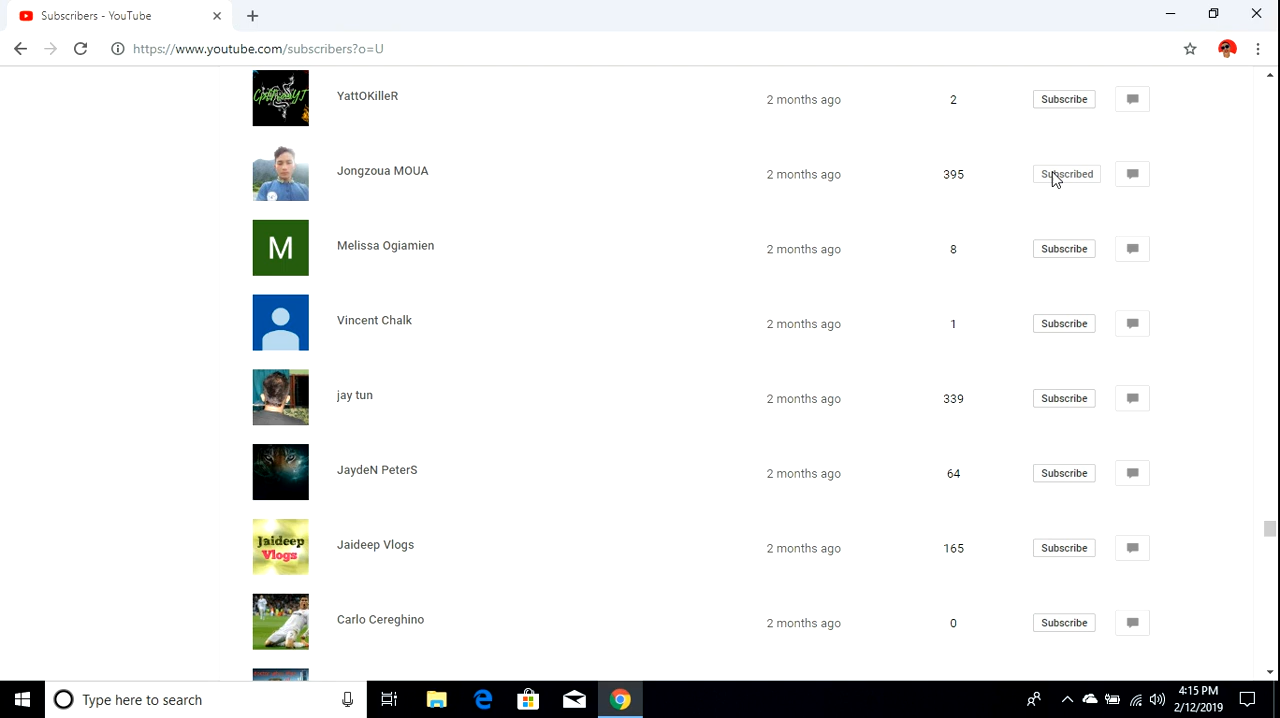 Subscribers - YouTube
https://www.youtube.com/subscribers?o=U
YattOKilleR 2 months ago 2 Subscribe
Jongzoua MOUA 2 months ago 395 Subscribed
M Melissa Ogiamien 2 months ago 8 Subscribe
Vincent Chalk 2 months ago 1 Subscribe
jay tun 2 months ago 339 Subscribe
JaydeN PeterS 2 months ago 64 Subscribe
Jaideep Vlogs Jaideep Vlogs 2 months ago 165 Subscribe
Carlo Cereghino 2 months ago 0 Subscribe
Type here to search
4:15 PM
2/12/2019